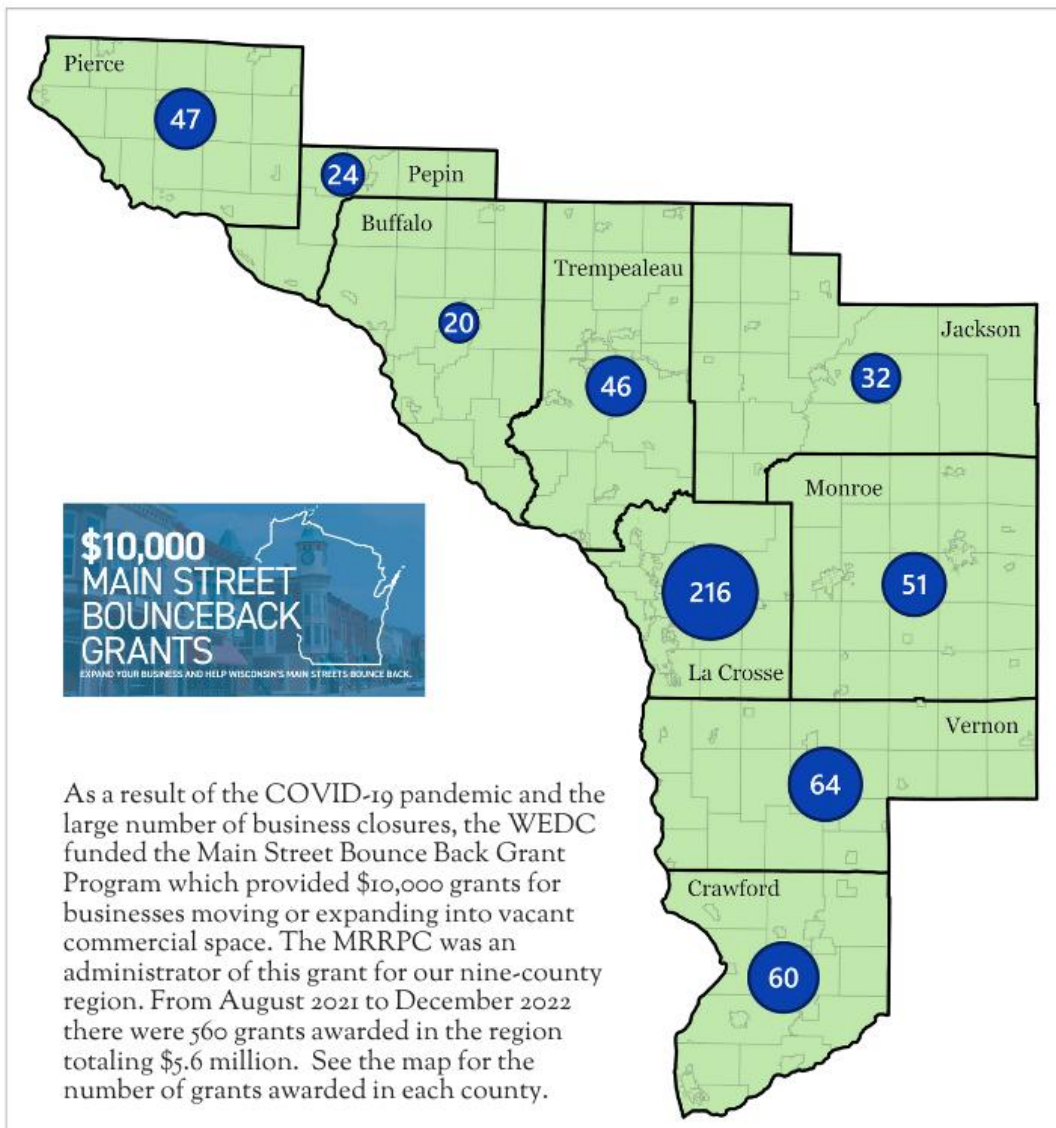 Pierce
47
24
Pepin
Buffalo
Trempealeau
20
46
Jackson
32
Monroe
$10,000
MAIN STREET
BOUNCEBACK
GRANTS
EXPAND YOUR BUSINESS AND HELP WISCONSIN'S MAIN STREETS BOUNCE BACK.
216
51
La Crosse
Vernon
64
Crawford
60
As a result of the COVID-19 pandemic and the
large number of business closures, the WEDC
funded the Main Street Bounce Back Grant
Program which provided $10,000 grants for
businesses moving or expanding into vacant
commercial space. The MRRPC was an
administrator of this grant for our nine-county
region. From August 2021 to December 2022
there were 560 grants awarded in the region
totaling $5.6 million.  See the map for the
number of grants awarded in each county.